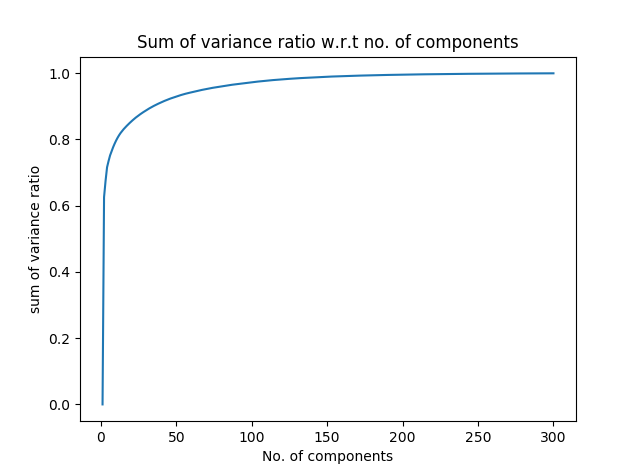 Sum of variance ratio w.r.t no. of components
1.0
0.8
0.6
0.4
0.2
0.0
sum of variance ratio
0 50 100 150 200 250 300
No. of components